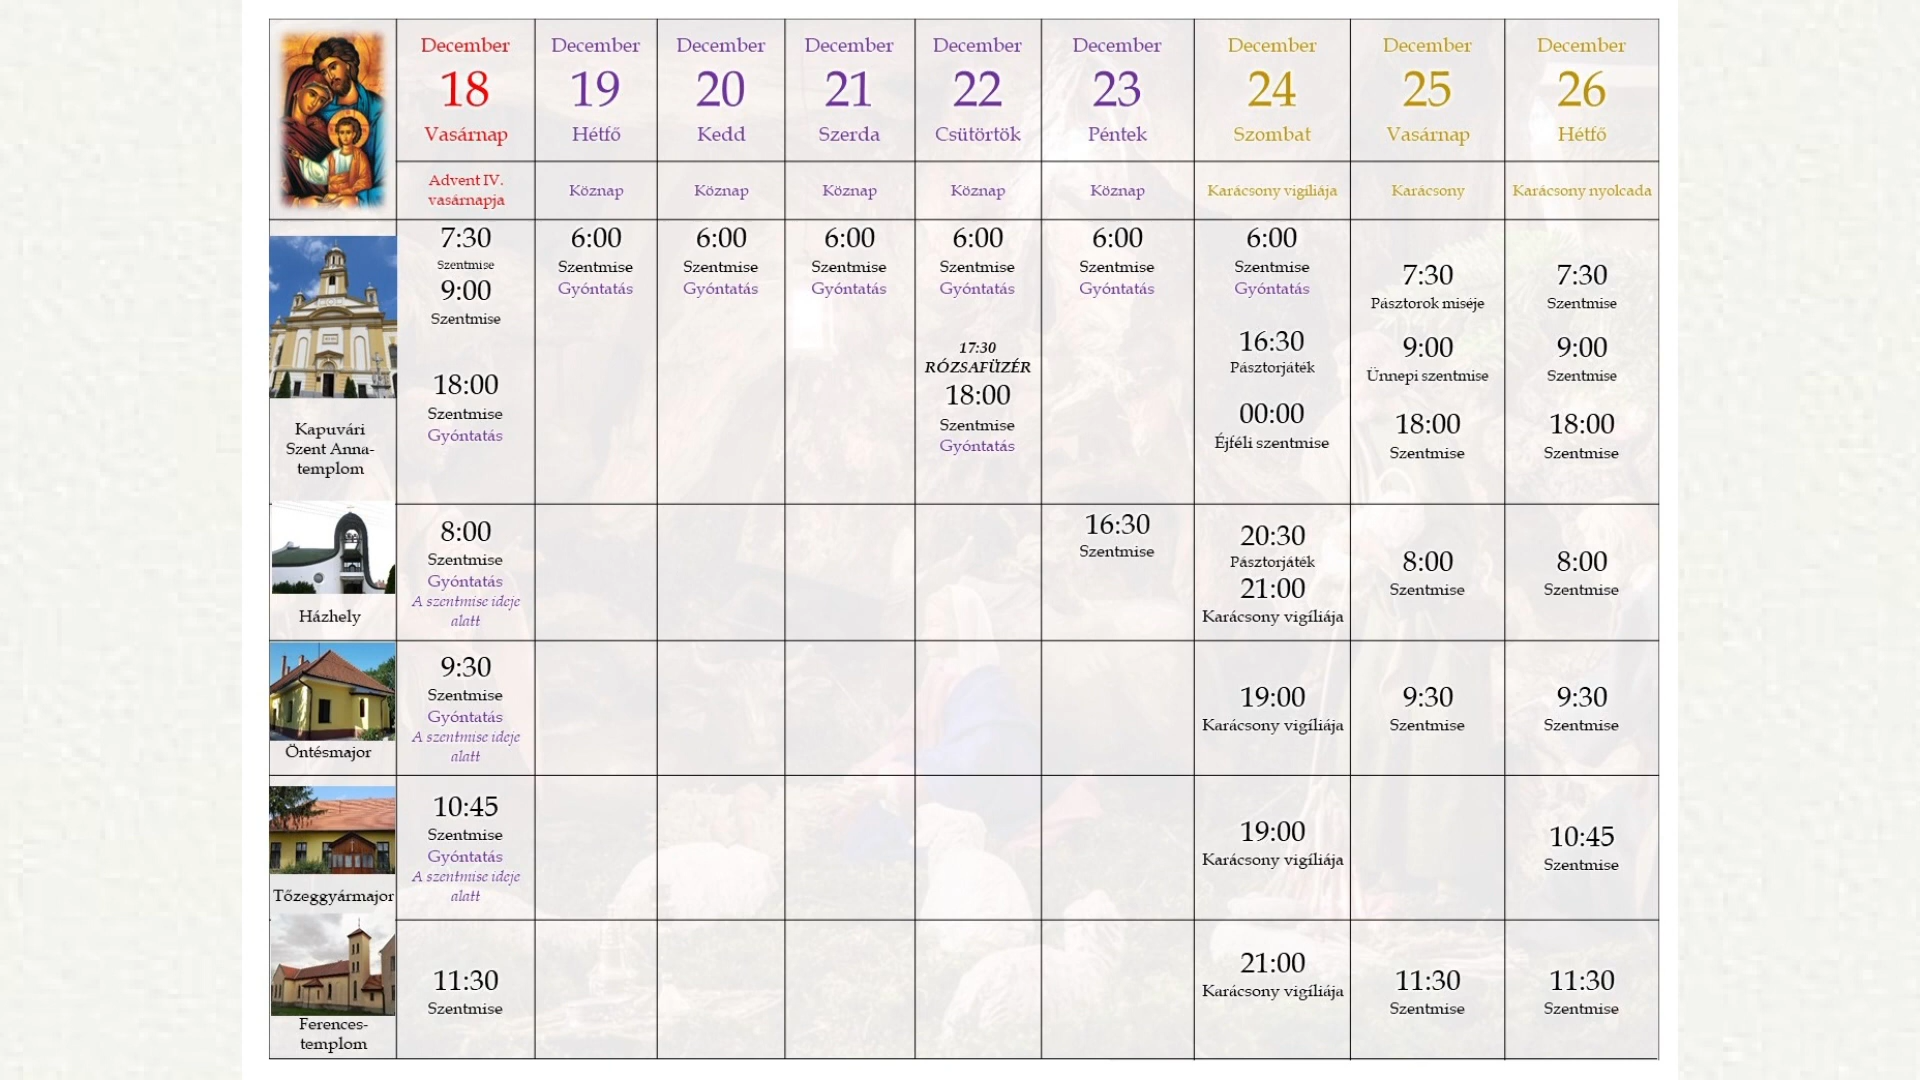 December
18
Vasárnap
December
19
Hétfő
December
20
Kedd
December
21
Szerda
December
22
Csütörtök
December
23
Péntek
December
24
Szombat
December
25
Vasárnap
December
26
Hétfő
Advent IV.
vasárnapja
Köznap
Köznap
Köznap
Köznap
Köznap
Karácsony vigíliája
Karácsony
Karácsony nyolcada
Kapuvári
Szent Anna-
templom
7:30
Szentmise
9:00
Szentmise
18:00
Szentmise
Gyóntatás
6:00
Szentmise
Gyóntatás
6:00
Szentmise
Gyóntatás
6:00
Szentmise
Gyóntatás
6:00
Szentmise
Gyóntatás
17:30
RÓZSAFÜZÉR
18:00
Szentmise
Gyóntatás
6:00
Szentmise
Gyóntatás
6:00
Szentmise
Gyóntatás
16:30
Pásztorjáték
00:00
Éjféli szentmise
7:30
Pásztorok miséje
9:00
Ünnepi szentmise
18:00
Szentmise
7:30
Szentmise
9:00
Szentmise
18:00
Szentmise
Házhely
8:00
Szentmise
Gyóntatás
A szentmise ideje
alatt
16:30
Szentmise
20:30
Pásztorjáték
21:00
Karácsony vigíliája
8:00
Szentmise
8:00
Szentmise
Öntésmajor
9:30
Szentmise
Gyóntatás
A szentmise ideje
alatt
19:00
Karácsony vigíliája
9:30
Szentmise
9:30
Szentmise
Tőzeggyármajor
10:45
Szentmise
Gyóntatás
A szentmise ideje
alatt
19:00
Karácsony vigíliája
10:45
Szentmise
Ferences-
templom
11:30
Szentmise
21:00
Karácsony vigíliája
11:30
Szentmise
11:30
Szentmise